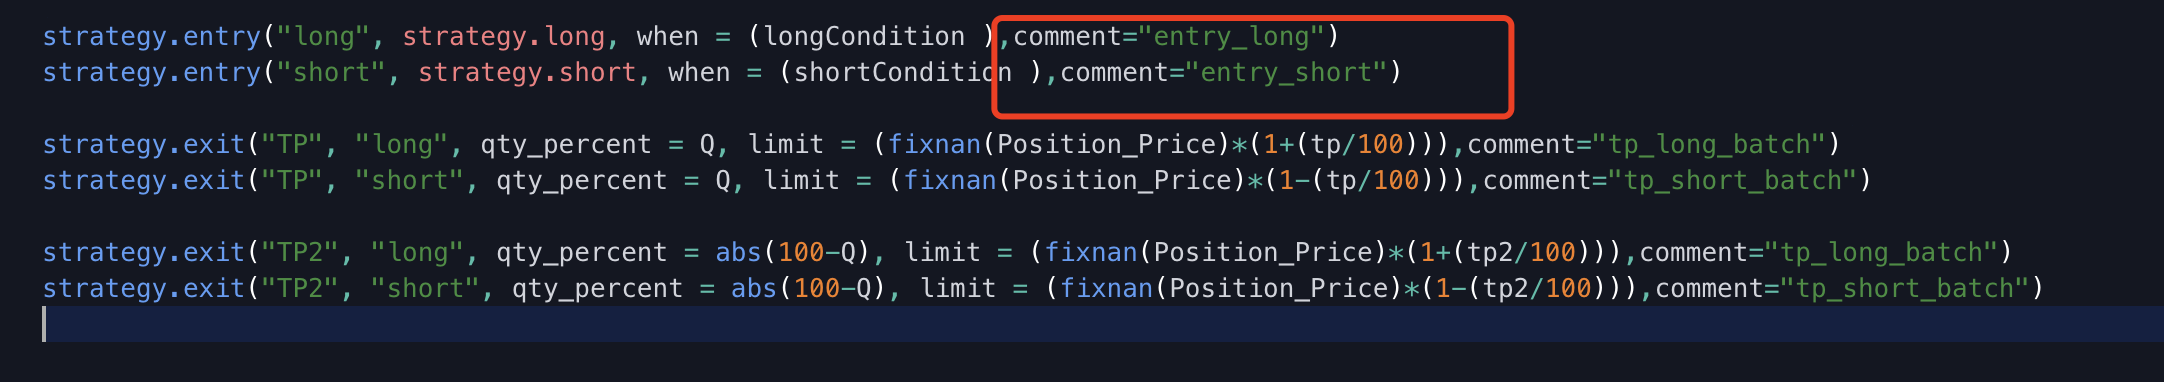 strategy.entry("long", strategy.long, when = (longCondition ),comment="entry_long")
strategy.entry("short", strategy.short, when = (shortCondition ),comment="entry_short")
strategy.exit("TP", "long", qty_percent = Q, limit = (fixnan(Position_Price)*(1+(tp/100))),comment="tp_long_batch")
strategy.exit("TP", "short", qty_percent = Q, limit = (fixnan(Position_Price)*(1-(tp/100))),comment="tp_short_batch")
strategy.exit("TP2", "long", qty_percent = abs(100-Q), limit = (fixnan(Position_Price)*(1+(tp2/100))),comment="tp_long_batch")
strategy.exit("TP2", "short", qty_percent = abs(100-Q), limit = (fixnan(Position_Price)*(1-(tp2/100))),comment="tp_short_batch")